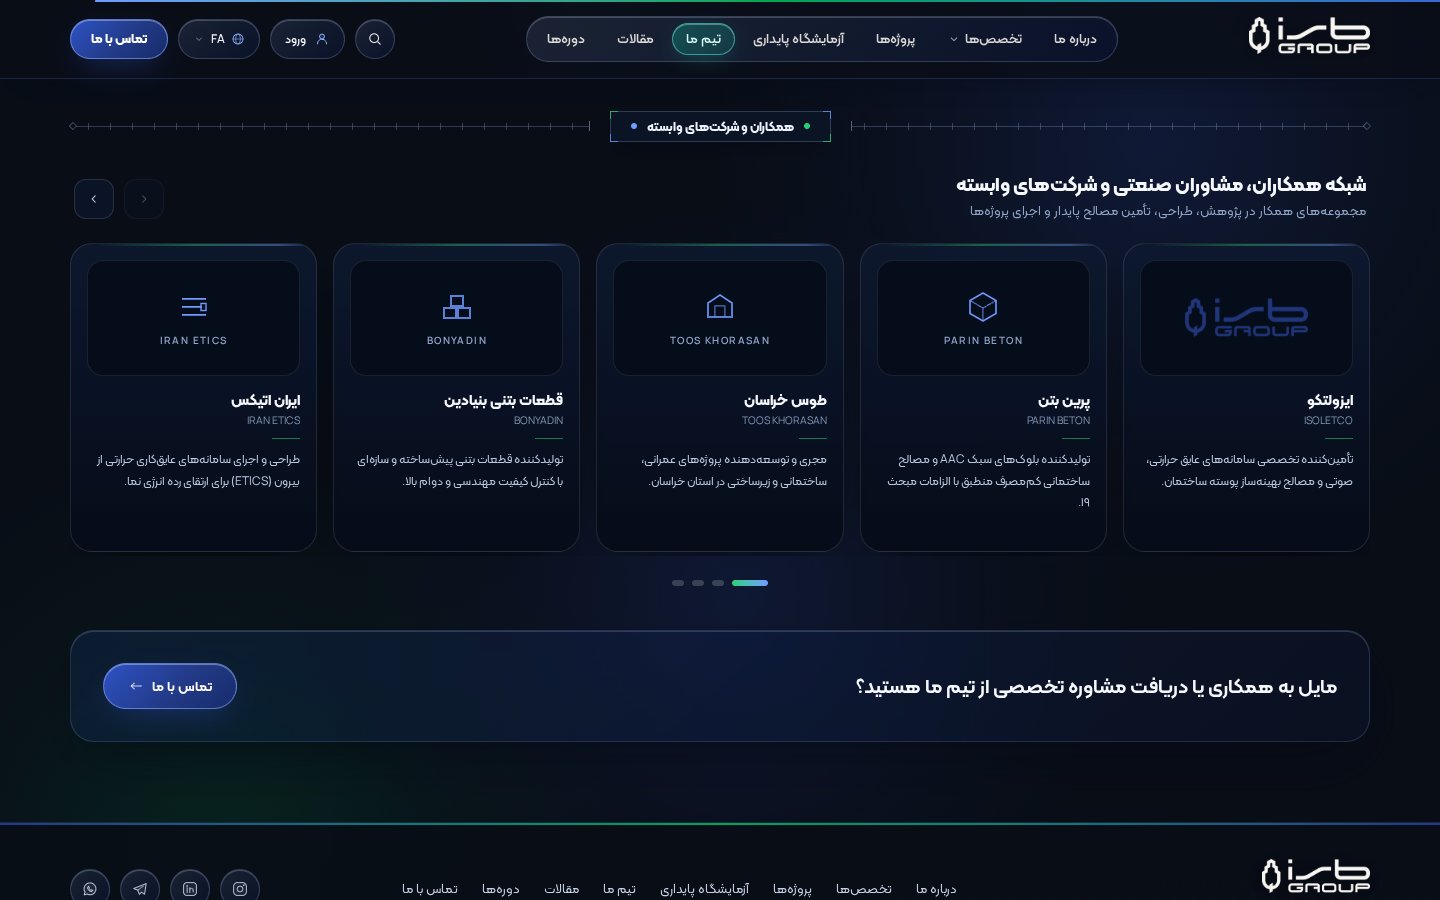 isb GROUP
درباره ما
تخصص‌ها
پروژه‌ها
آزمایشگاه پایداری
تیم ما
مقالات
دوره‌ها
ورود
FA
تماس با ما
همکاران و شرکت‌های وابسته
شبکه همکاران، مشاوران صنعتی و شرکت‌های وابسته
مجموعه‌های همکار در پژوهش، طراحی، تأمین مصالح پایدار و اجرای پروژه‌ها
isb GROUP
ایزولتکو
ISOLETCO
تأمین‌کننده تخصصی سامانه‌های عایق حرارتی،
صوتی و مصالح بهینه‌ساز پوسته ساختمان.
PARIN BETON
پرین بتن
PARIN BETON
تولیدکننده بلوک‌های سبک AAC و مصالح
ساختمانی کم‌مصرف منطبق با الزامات مبحث
۱۹.
TOOS KHORASAN
طوس خراسان
TOOS KHORASAN
مجری و توسعه‌دهنده پروژه‌های عمرانی،
ساختمانی و زیرساختی در استان خراسان.
BONYADIN
قطعات بتنی بنیادین
BONYADIN
تولیدکننده قطعات بتنی پیش‌ساخته و سازه‌ای
با کنترل کیفیت مهندسی و دوام بالا.
IRAN ETICS
ایران اتیکس
IRAN ETICS
طراحی و اجرای سامانه‌های عایق‌کاری حرارتی از
بیرون (ETICS) برای ارتقای رده انرژی نما.
مایل به همکاری یا دریافت مشاوره تخصصی از تیم ما هستید؟
تماس با ما
isb GROUP
درباره ما
تخصص‌ها
پروژه‌ها
آزمایشگاه پایداری
تیم ما
مقالات
دوره‌ها
تماس با ما